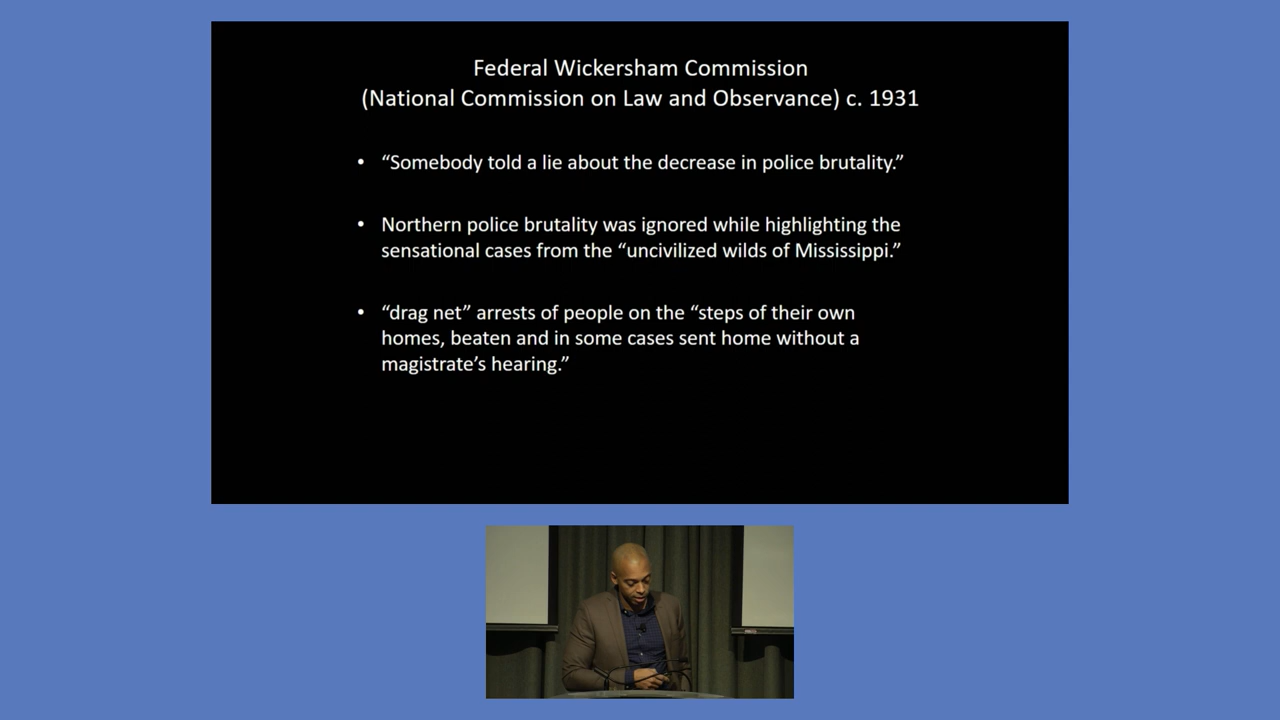 Federal Wickersham Commission
(National Commission on Law and Observance) c. 1931
• “Somebody told a lie about the decrease in police brutality.”
• Northern police brutality was ignored while highlighting the
sensational cases from the “uncivilized wilds of Mississippi.”
• “drag net” arrests of people on the “steps of their own
homes, beaten and in some cases sent home without a
magistrate’s hearing.”